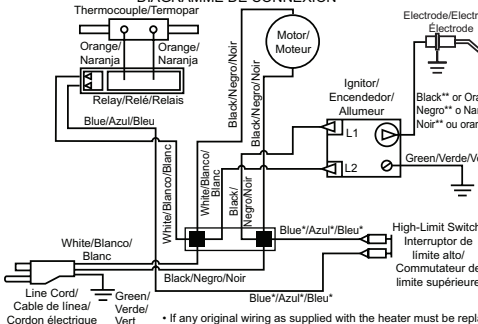 DIAGRAMME DE CONNEXION
Thermocouple/Termopar
Orange/
Naranja
Orange/
Naranja
Relay/Relé/Relais
Blue/Azul/Bleu
White/Blanco/Blanc
White/Blanco/
Blanc
Black/Negro/Noir
Black/Negro/Noir
Black/
Negro/Noir
Motor/
Moteur
Ignitor/
Encendedor/
Allumeur
L1
L2
Electrode/Electro
Électrode
Black** or Ora
Negro** o Na
Noir** ou oran
Green/Verde/Ve
Blue*/Azul*/Bleu*
High-Limit Switch
Interruptor de
límite alto/
Commutateur de
limite supérieure
White/Blanco/
Blanc
Black/Negro/Noir
Blue*/Azul*/Bleu*
Line Cord/
Cable de línea/
Cordon électrique
Green/
Verde/
Vert
• If any original wiring as supplied with the heater must be repla